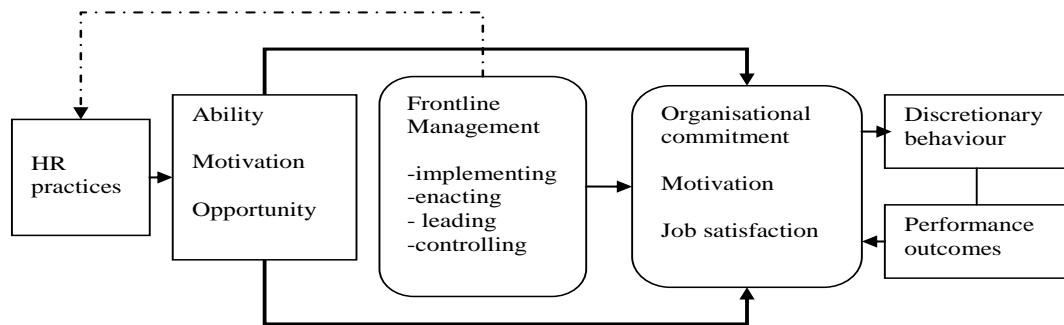 HR
practices
Ability
Motivation
Opportunity
Frontline
Management
-implementing
-enacting
- leading
-controlling
Organisational
commitment
Motivation
Job satisfaction
Discretionary
behaviour
Performance
outcomes